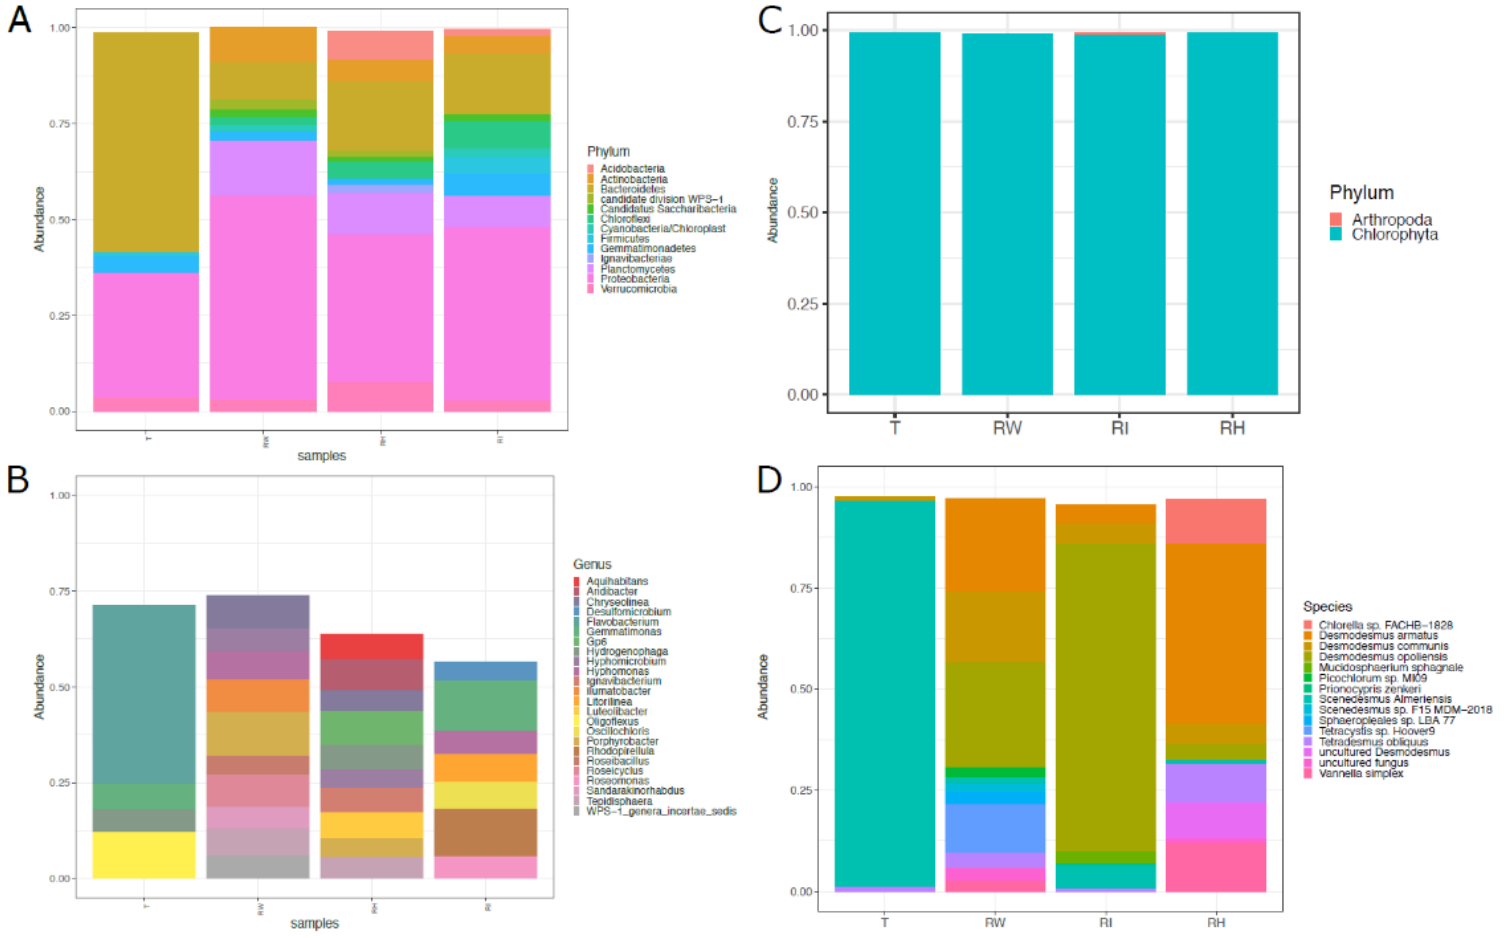 A
1.00
0.75
0.50
0.25
0.00
Abundance
T
RW
RH
RI
samples
Phylum
Acidobacteria
Actinobacteria
Bacteroidetes
candidate division WPS-1
Candidatus Saccharibacteria
Chloroflexi
Cyanobacteria/Chloroplast
Firmicutes
Gemmatimonadetes
Ignavibacteriae
Planctomycetes
Proteobacteria
Verrucomicrobia
C
1.00
0.75
0.50
0.25
0.00
Abundance
T
RW
RI
RH
Phylum
Arthropoda
Chlorophyta
B
1.00
0.75
0.50
0.25
0.00
Abundance
T
RW
RH
RI
samples
Genus
Aquihabitans
Aridibacter
Chryseolinea
Desulfomicrobium
Flavobacterium
Gemmatimonas
Gp6
Hydrogenophaga
Hyphomicrobium
Hyphomonas
Ignavibacterium
Ilumatobacter
Litorilinea
Luteolibacter
Oligoflexus
Oscillochloris
Porphyrobacter
Rhodopirellula
Roseibacillus
Roseicyclus
Roseomonas
Sandarakinorhabdus
Tepidisphaera
WPS-1_genera_incertae_sedis
D
1.00
0.75
0.50
0.25
0.00
Abundance
T
RW
RI
RH
Species
Chlorella sp. FACHB-1828
Desmodesmus armatus
Desmodesmus communis
Desmodesmus opoliensis
Mucidosphaerium sphagnale
Picochlorum sp. MI09
Prionocypris zenkeri
Scenedesmus Almeriensis
Scenedesmus sp. F15 MDM-2018
Sphaeropleales sp. LBA 77
Tetracystis sp. Hoover9
Tetradesmus obliquus
uncultured Desmodesmus
uncultured fungus
Vannella simplex